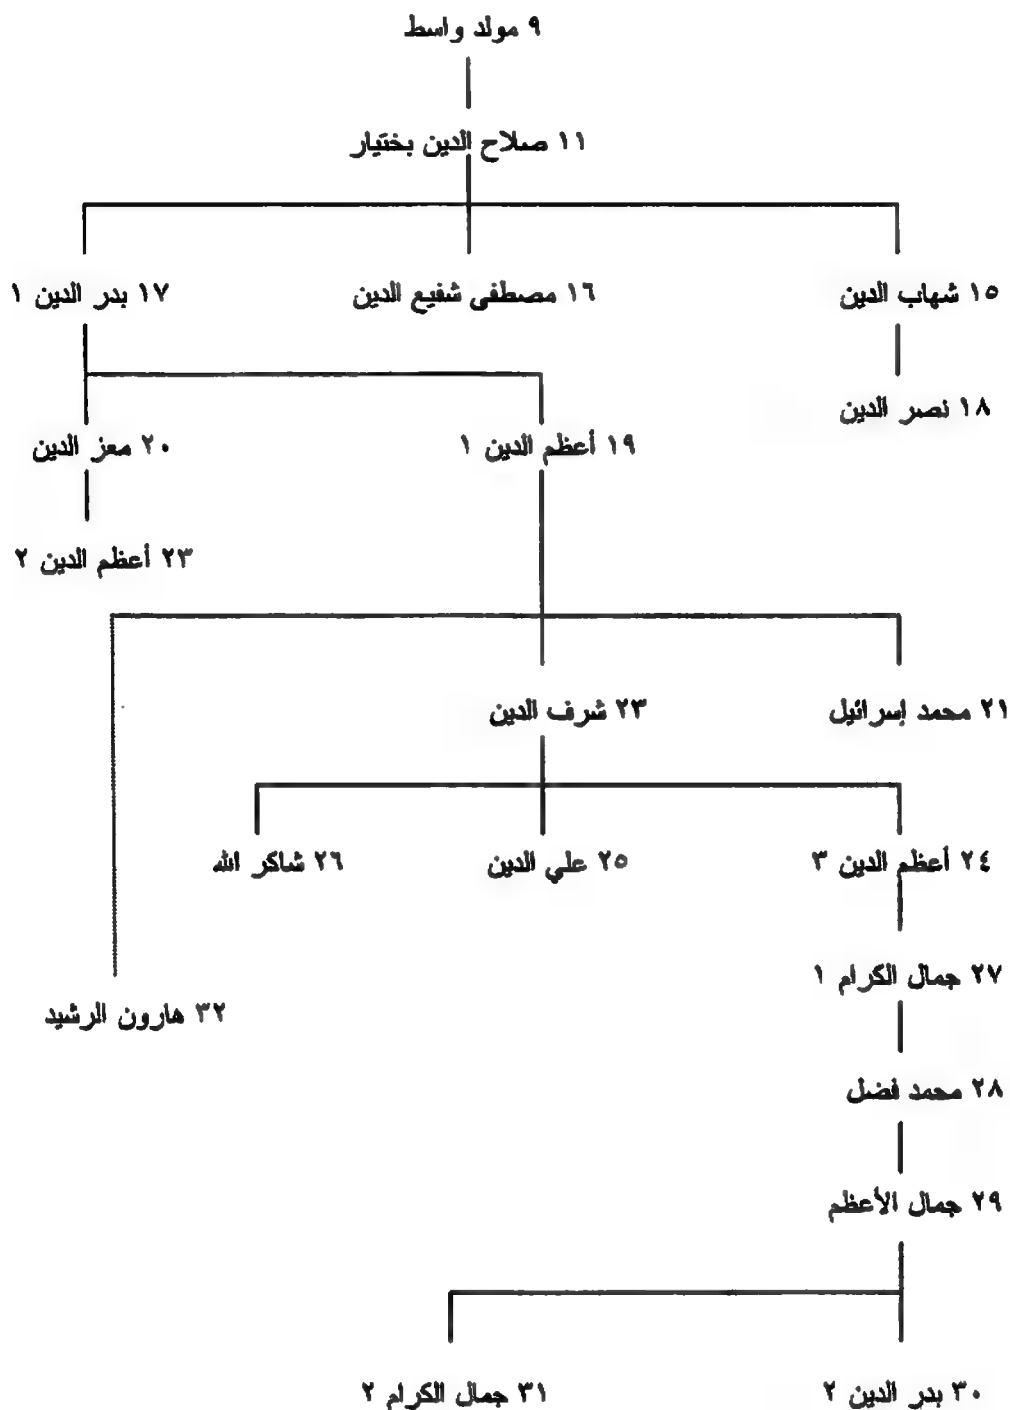 ٩ مولد واسط
١١ صلاح الدين بختيار
١٥ شهاب الدين
١٦ مصطفى شفيع الدين
١٧ بدر الدين ١
١٨ نصر الدين
١٩ أعظم الدين ١
٢٠ معز الدين
٢٣ أعظم الدين ٢
٢١ محمد إسرائيل
٢٣ شرف الدين
٢٤ أعظم الدين ٣
٢٥ علي الدين
٢٦ شاكر الله
٢٧ جمال الكرام ١
٣٢ هارون الرشيد
٢٨ محمد فضل
٢٩ جمال الأعظم
٣٠ بدر الدين ٢
٣١ جمال الكرام ٢